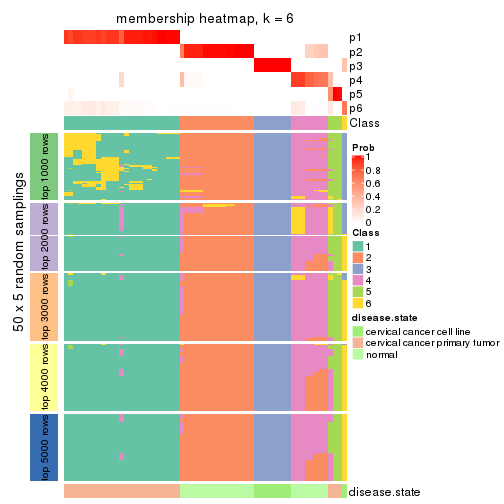 membership heatmap, k = 6
p1
p2
p3
p4
p5
p6
Class
50 x 5 random samplings
top 1000 rows
top 2000 rows
top 3000 rows
top 4000 rows
top 5000 rows
Prob
1
0.8
0.6
0.4
0.2
0
Class
1
2
3
4
5
6
disease.state
cervical cancer cell line
cervical cancer primary tumor
normal
disease.state